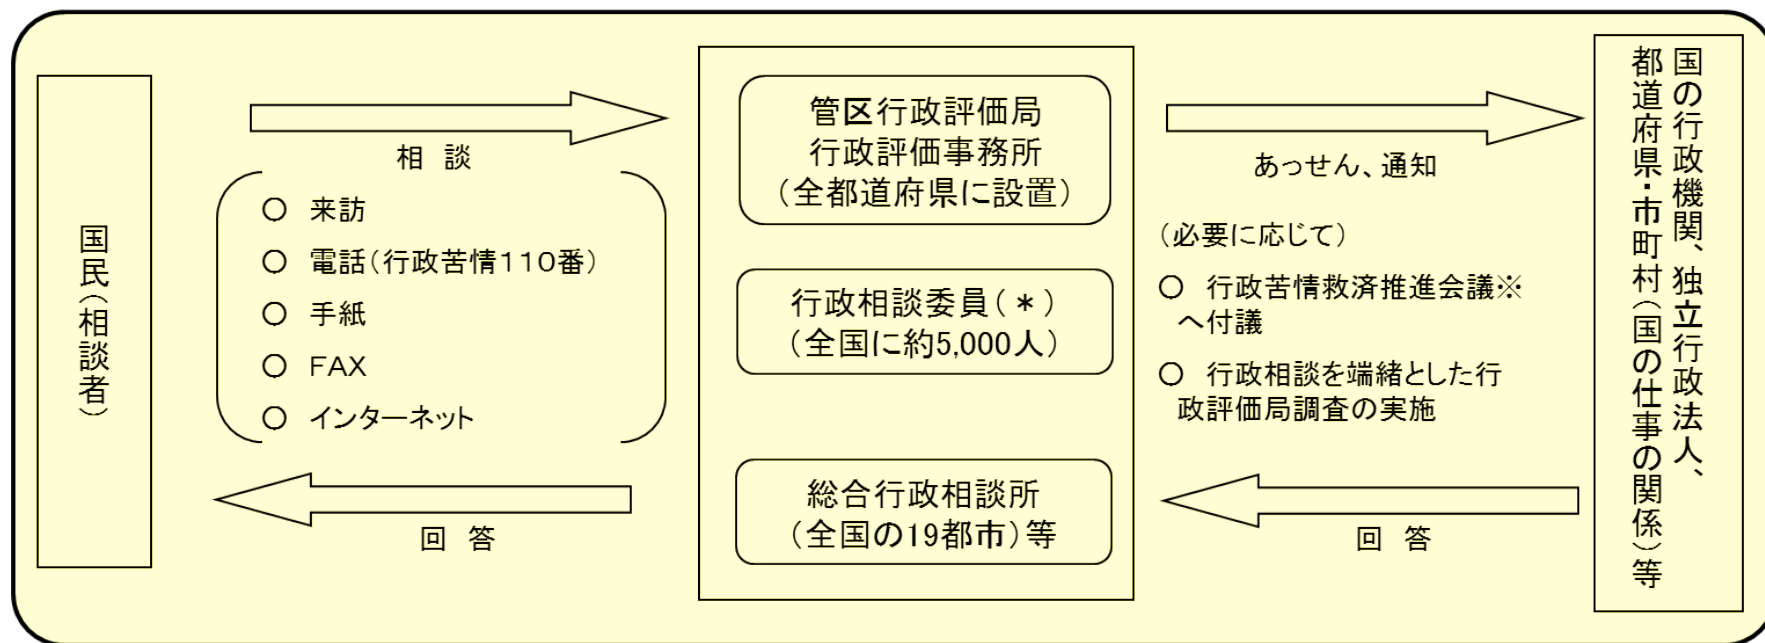 国民(相談者)
相 談
○ 来訪
○ 電話(行政苦情110番)
○ 手紙
○ FAX
○ インターネット
回 答
管区行政評価局
行政評価事務所
(全都道府県に設置)
行政相談委員(*)
(全国に約5,000人)
総合行政相談所
(全国の19都市)等
あっせん、通知
(必要に応じて)
○ 行政苦情救済推進会議※
へ付議
○ 行政相談を端緒とした行
政評価局調査の実施
回 答
国の行政機関、独立行政法人、
都道府県・市町村(国の仕事の関係)等